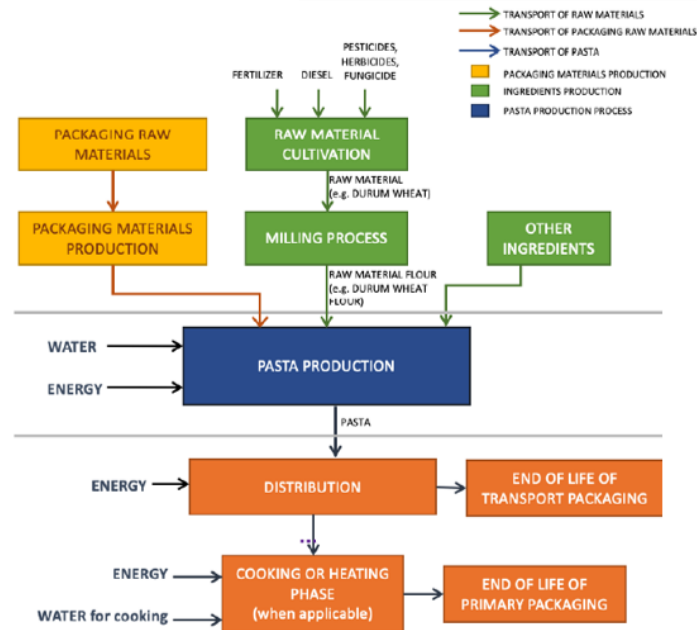 TRANSPORT OF RAW MATERIALS
TRANSPORT OF PACKAGING RAW MATERIALS
TRANSPORT OF PASTA
PACKAGING MATERIALS PRODUCTION
INGREDIENTS PRODUCTION
PASTA PRODUCTION PROCESS
PESTICIDES,
HERBICIDES,
FUNGICIDE
FERTILIZER
DIESEL
PACKAGING RAW
MATERIALS
RAW MATERIAL
CULTIVATION
RAW MATERIAL
(e.g. DURUM WHEAT)
PACKAGING MATERIALS
PRODUCTION
MILLING PROCESS
OTHER
INGREDIENTS
RAW MATERIAL FLOUR
(e.g. DURUM WHEAT
FLOUR)
WATER
ENERGY
PASTA PRODUCTION
PASTA
ENERGY
DISTRIBUTION
END OF LIFE OF
TRANSPORT PACKAGING
...
ENERGY
WATER for cooking
COOKING OR HEATING
PHASE
(when applicable)
END OF LIFE OF
PRIMARY PACKAGING